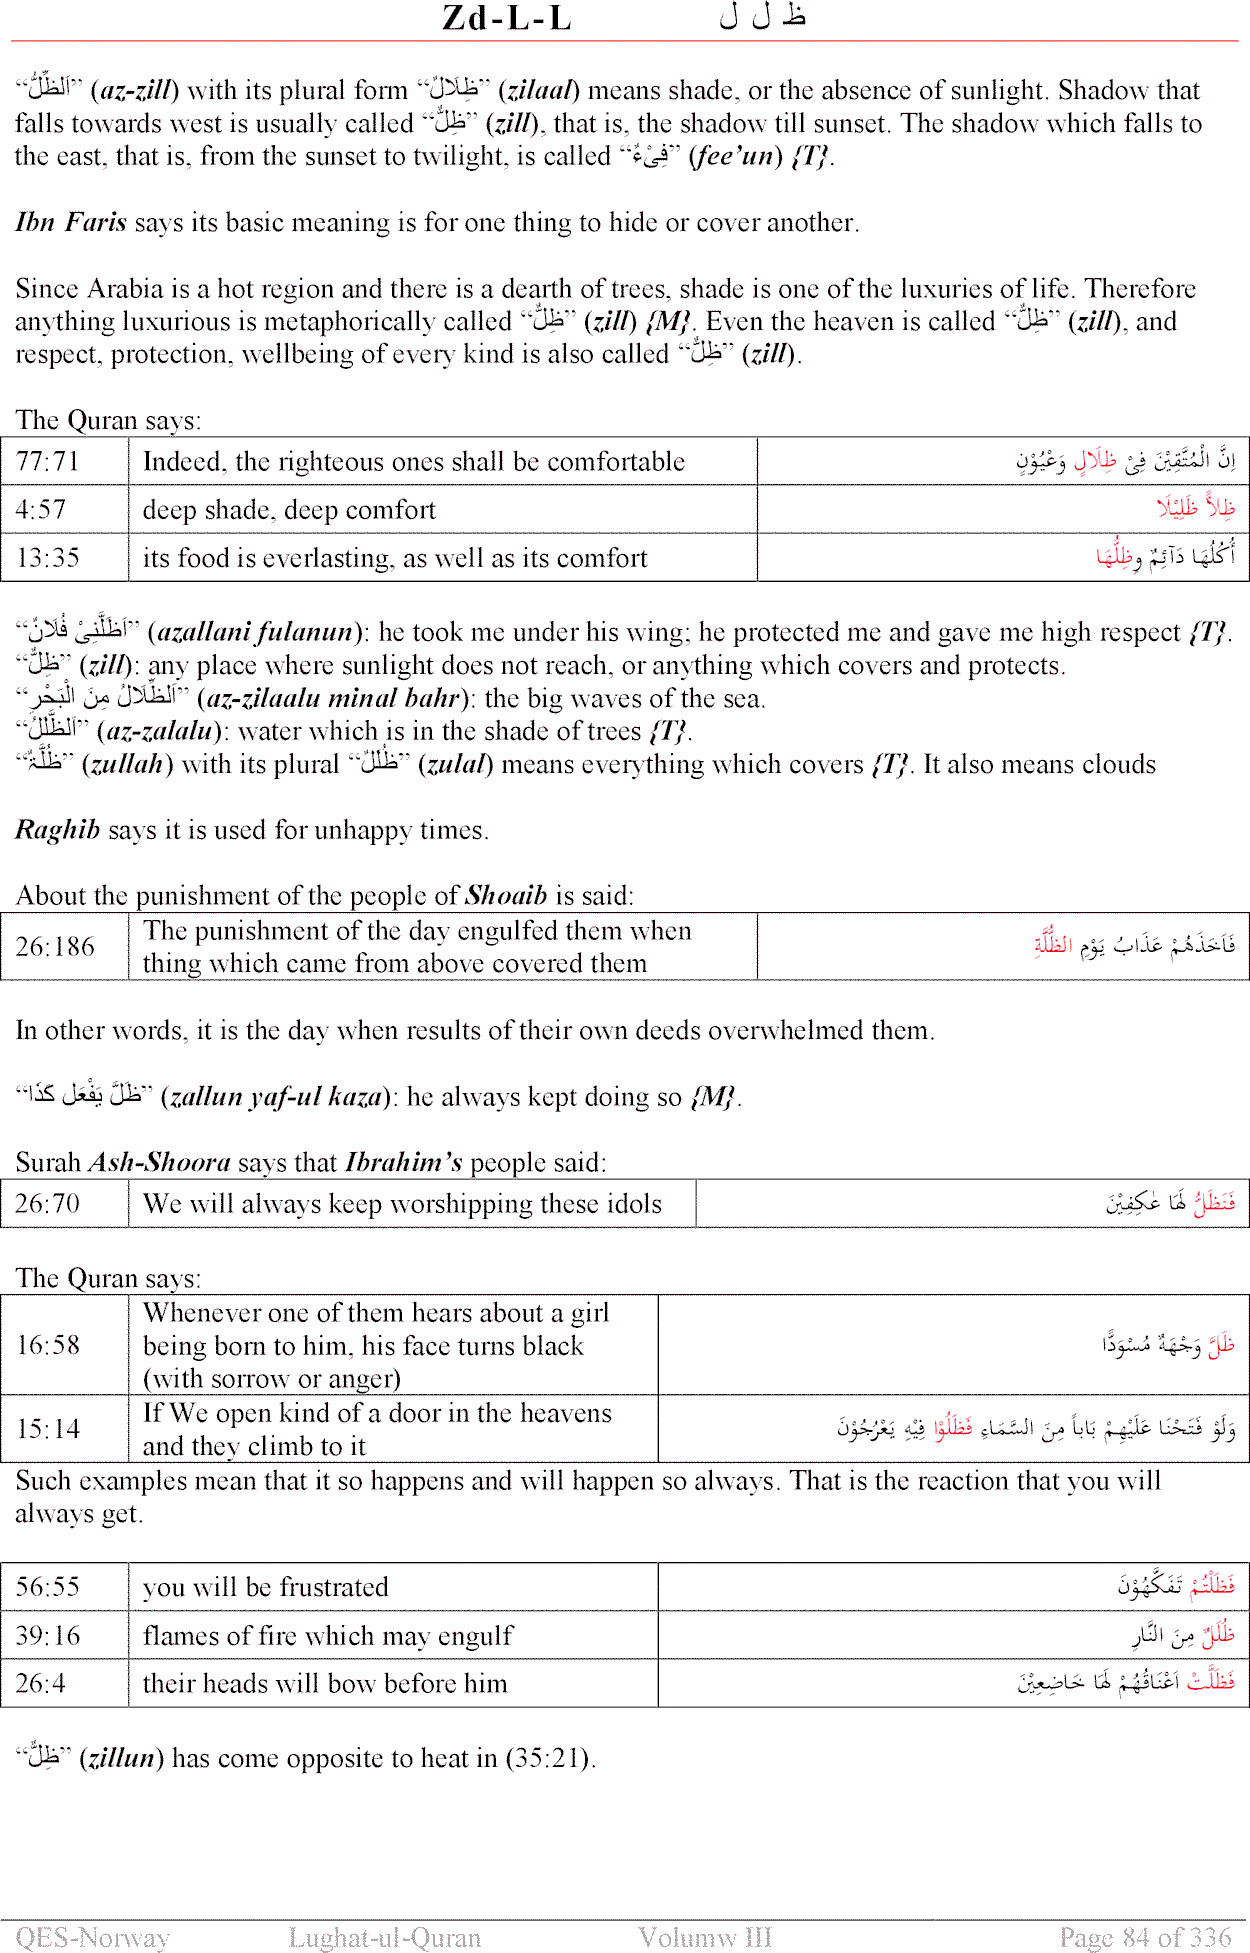 Zd-L-L ظ ل ل
“اَلظِّلُّ” (az-zill) with its plural form “ظِلَالٌ” (zilaal) means shade, or the absence of sunlight. Shadow that
falls towards west is usually called “ظِلٌّ” (zill), that is, the shadow till sunset. The shadow which falls to
the east, that is, from the sunset to twilight, is called “فِیْءٌ” (fee’un) {T}.
Ibn Faris says its basic meaning is for one thing to hide or cover another.
Since Arabia is a hot region and there is a dearth of trees, shade is one of the luxuries of life. Therefore
anything luxurious is metaphorically called “ظِلٌّ” (zill) {M}. Even the heaven is called “ظِلٌّ” (zill), and
respect, protection, wellbeing of every kind is also called “ظِلٌّ” (zill).
The Quran says:
77:71 Indeed, the righteous ones shall be comfortable اِنَّ الْمُتَّقِيْنَ فِیْ ظِلَالٍ وَعُيُوْنٍ
4:57 deep shade, deep comfort ظِلاًّ ظَلِيْلًا
13:35 its food is everlasting, as well as its comfort أُكُلُهَا دَآئِمٌ وِظِلُّهَا
“اَظَلَّنِیْ فُلَانٌ” (azallani fulanun): he took me under his wing; he protected me and gave me high respect {T}.
“ظِلٌّ” (zill): any place where sunlight does not reach, or anything which covers and protects.
“اَلظِّلَالُ مِنَ الْبَحْرِ” (az-zilaalu minal bahr): the big waves of the sea.
“اَلظَّلَلُ” (az-zalalu): water which is in the shade of trees {T}.
“ظُلَّۃٌ” (zullah) with its plural “ظُلَلٌ” (zulal) means everything which covers {T}. It also means clouds
Raghib says it is used for unhappy times.
About the punishment of the people of Shoaib is said:
26:186 The punishment of the day engulfed them when فَاَخَذَهُمْ عَذَابُ يَوْمِ الظُّلَّةِ
thing which came from above covered them
In other words, it is the day when results of their own deeds overwhelmed them.
“ظَلَّ يَفْعَل كَذَا” (zallun yaf-ul kaza): he always kept doing so {M}.
Surah Ash-Shoora says that Ibrahim’s people said:
26:70 We will always keep worshipping these idols فَنَظَلُّ لَهَا عٰكِفِيْنَ
The Quran says:
Whenever one of them hears about a girl
16:58 being born to him, his face turns black ظَلَّ وَجْهَهٌ مُسْوَدًّا
(with sorrow or anger)
15:14 If We open kind of a door in the heavens وَلَوْ فَتَحْنَا عَلَيْهِمْ بَاباً مِنَ السَّمَاءِ فَظَلُوْا فِيْهِ يَعْرُجُوْنَ
and they climb to it
Such examples mean that it so happens and will happen so always. That is the reaction that you will
always get.
56:55 you will be frustrated فَظَلْتُمْ تَفَكَّهُوْنَ
39:16 flames of fire which may engulf ظُلَلٌ مِنَ النَّارِ
26:4 their heads will bow before him فَظَلَّتْ اَعْنَاقُهُمْ لَهَا خَاضِعِيْنَ
“ظِلٌّ” (zillun) has come opposite to heat in (35:21).
QES-Norway Lughat-ul-Quran Volumw III Page 84 of 336